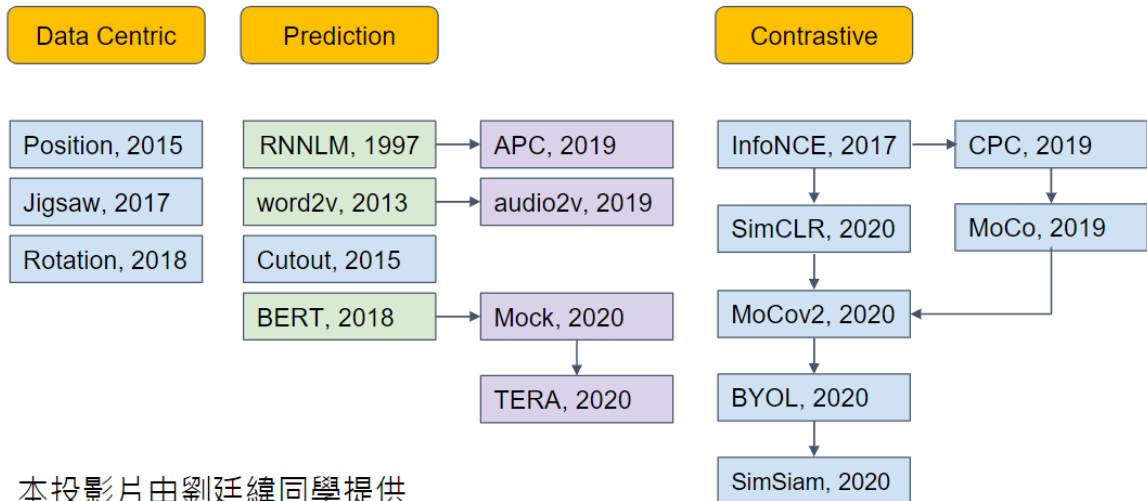 Data Centric
Prediction
Contrastive
Position, 2015
RNNLM, 1997
APC, 2019
InfoNCE, 2017
CPC, 2019
Jigsaw, 2017
word2v, 2013
audio2v, 2019
SimCLR, 2020
MoCo, 2019
Rotation, 2018
Cutout, 2015
BERT, 2018
Mock, 2020
MoCov2, 2020
TERA, 2020
BYOL, 2020
SimSiam, 2020
本投影片由劉廷緯同學提供